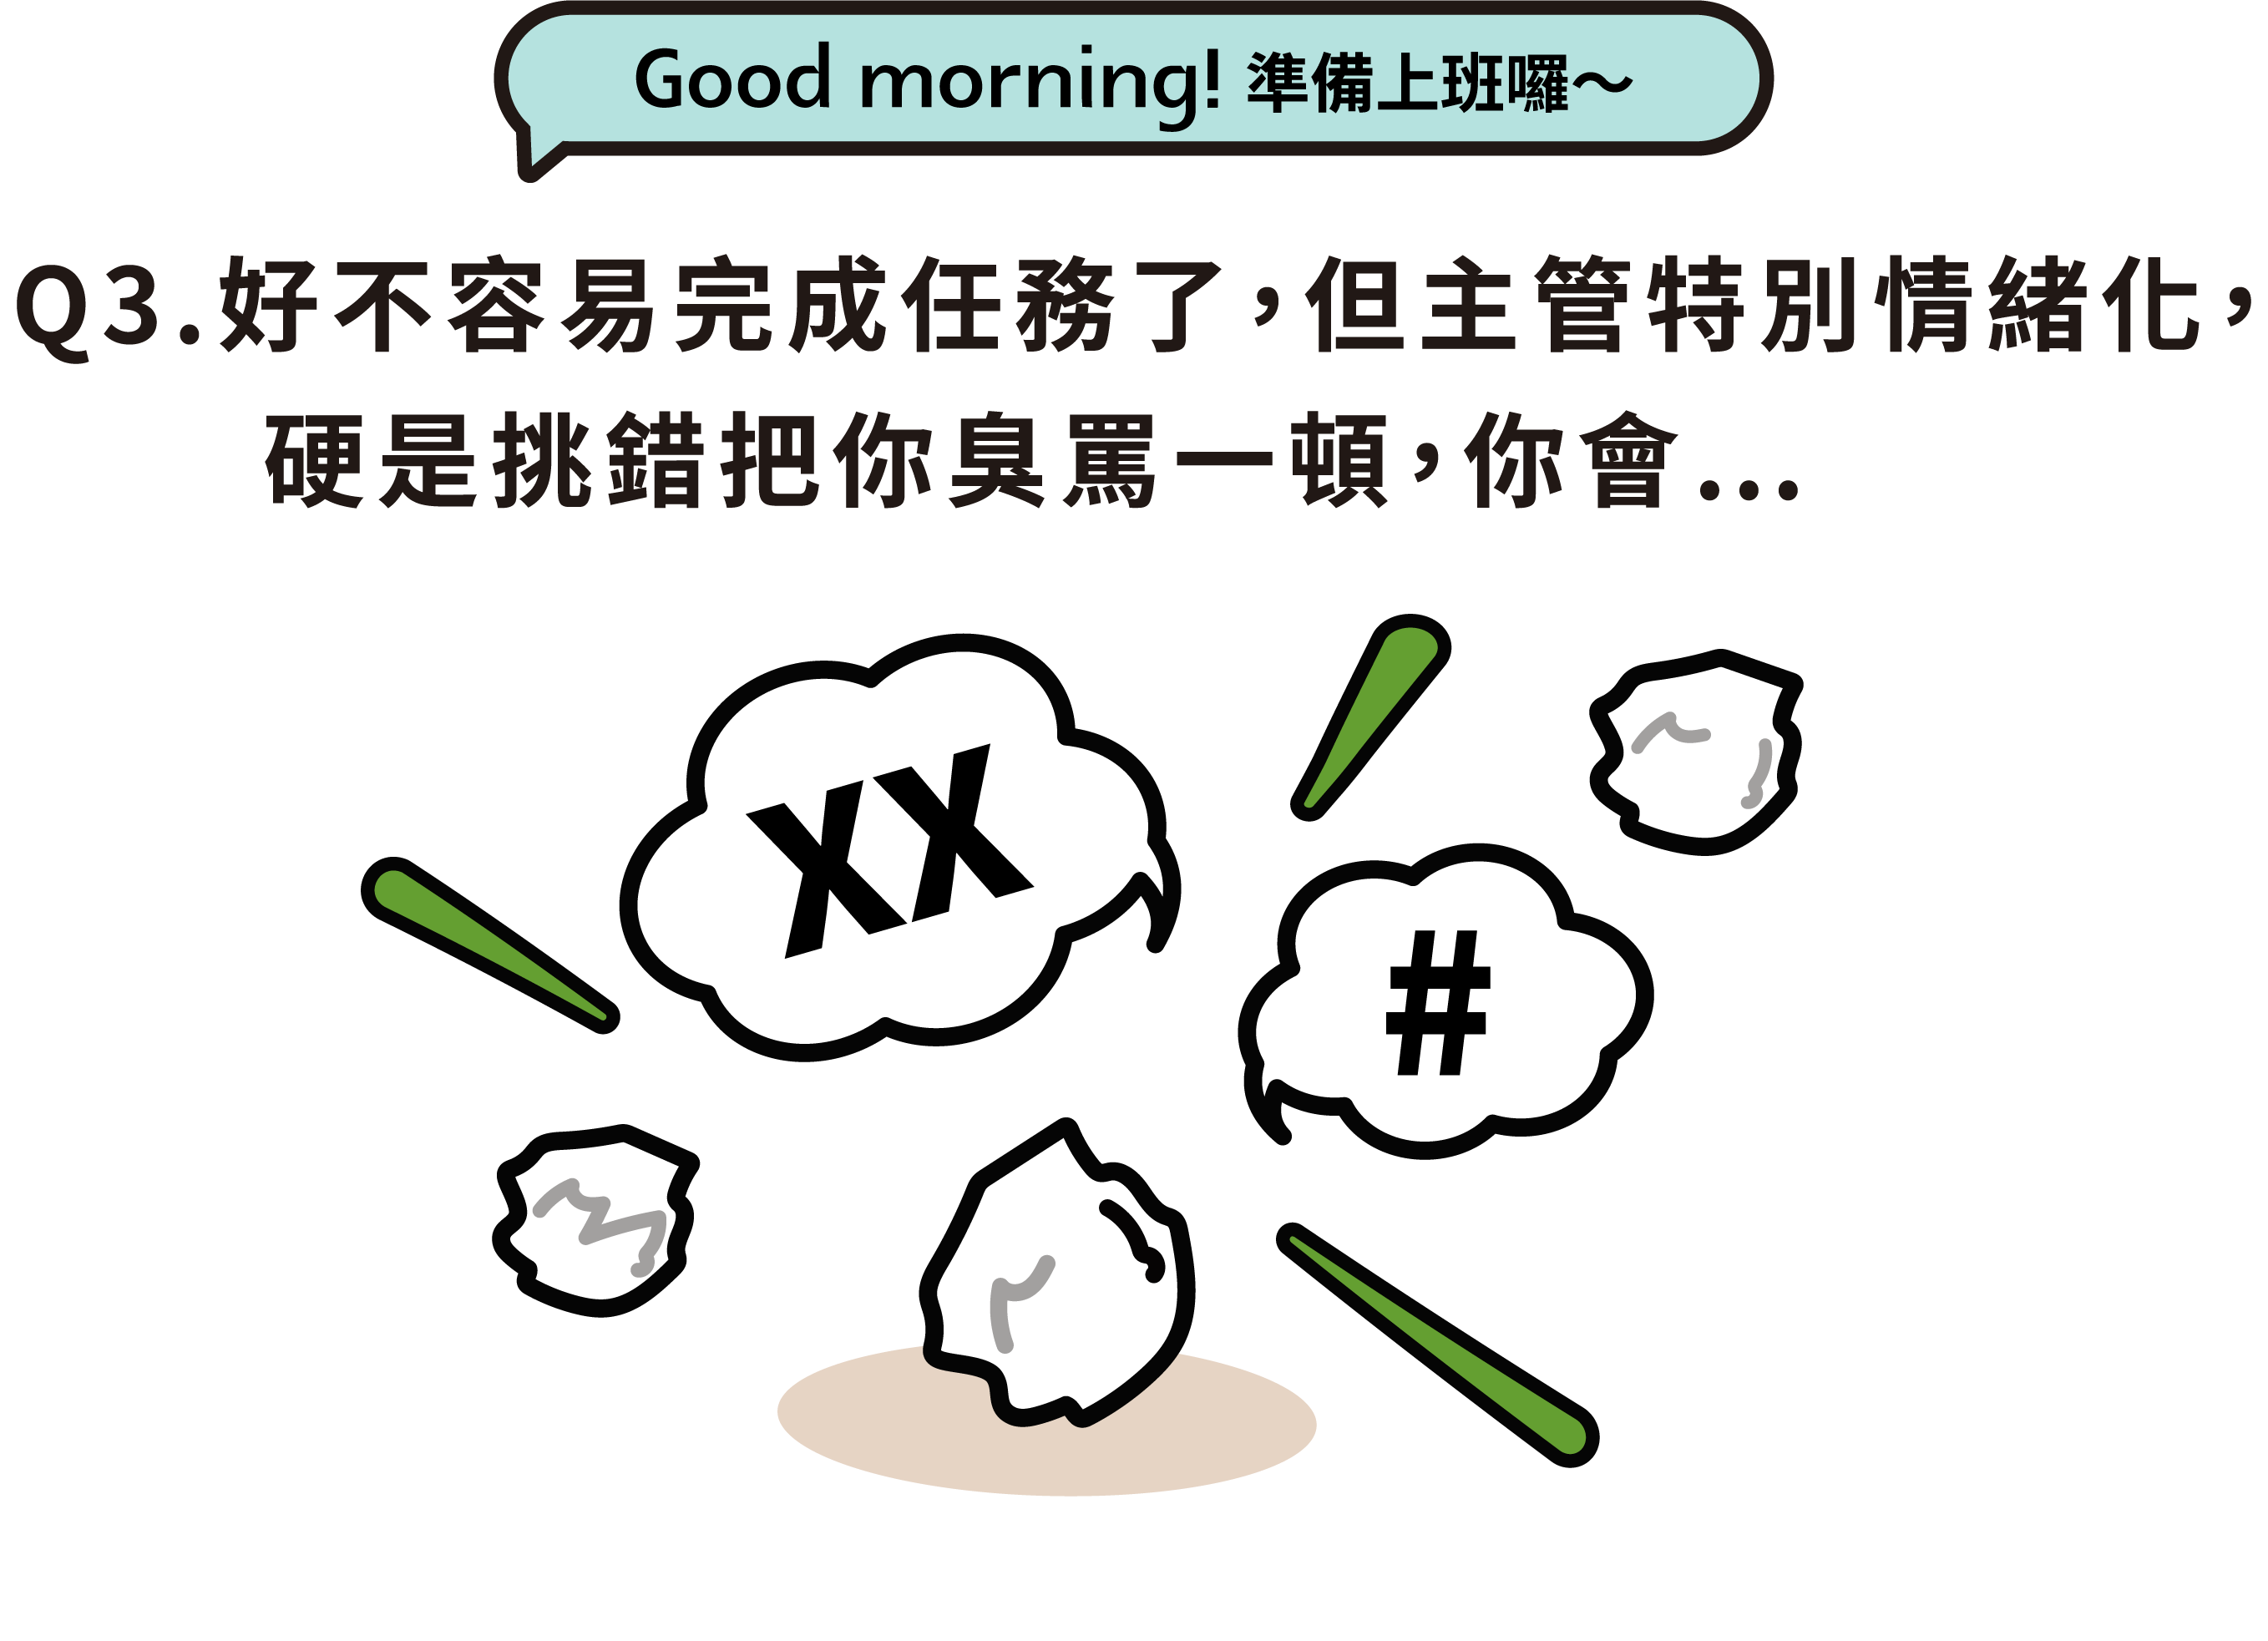 Good morning! 準備上班囉~
Q3.好不容易完成任務了，但主管特別情緒化，
硬是挑錯把你臭罵一頓，你會...
XX
#